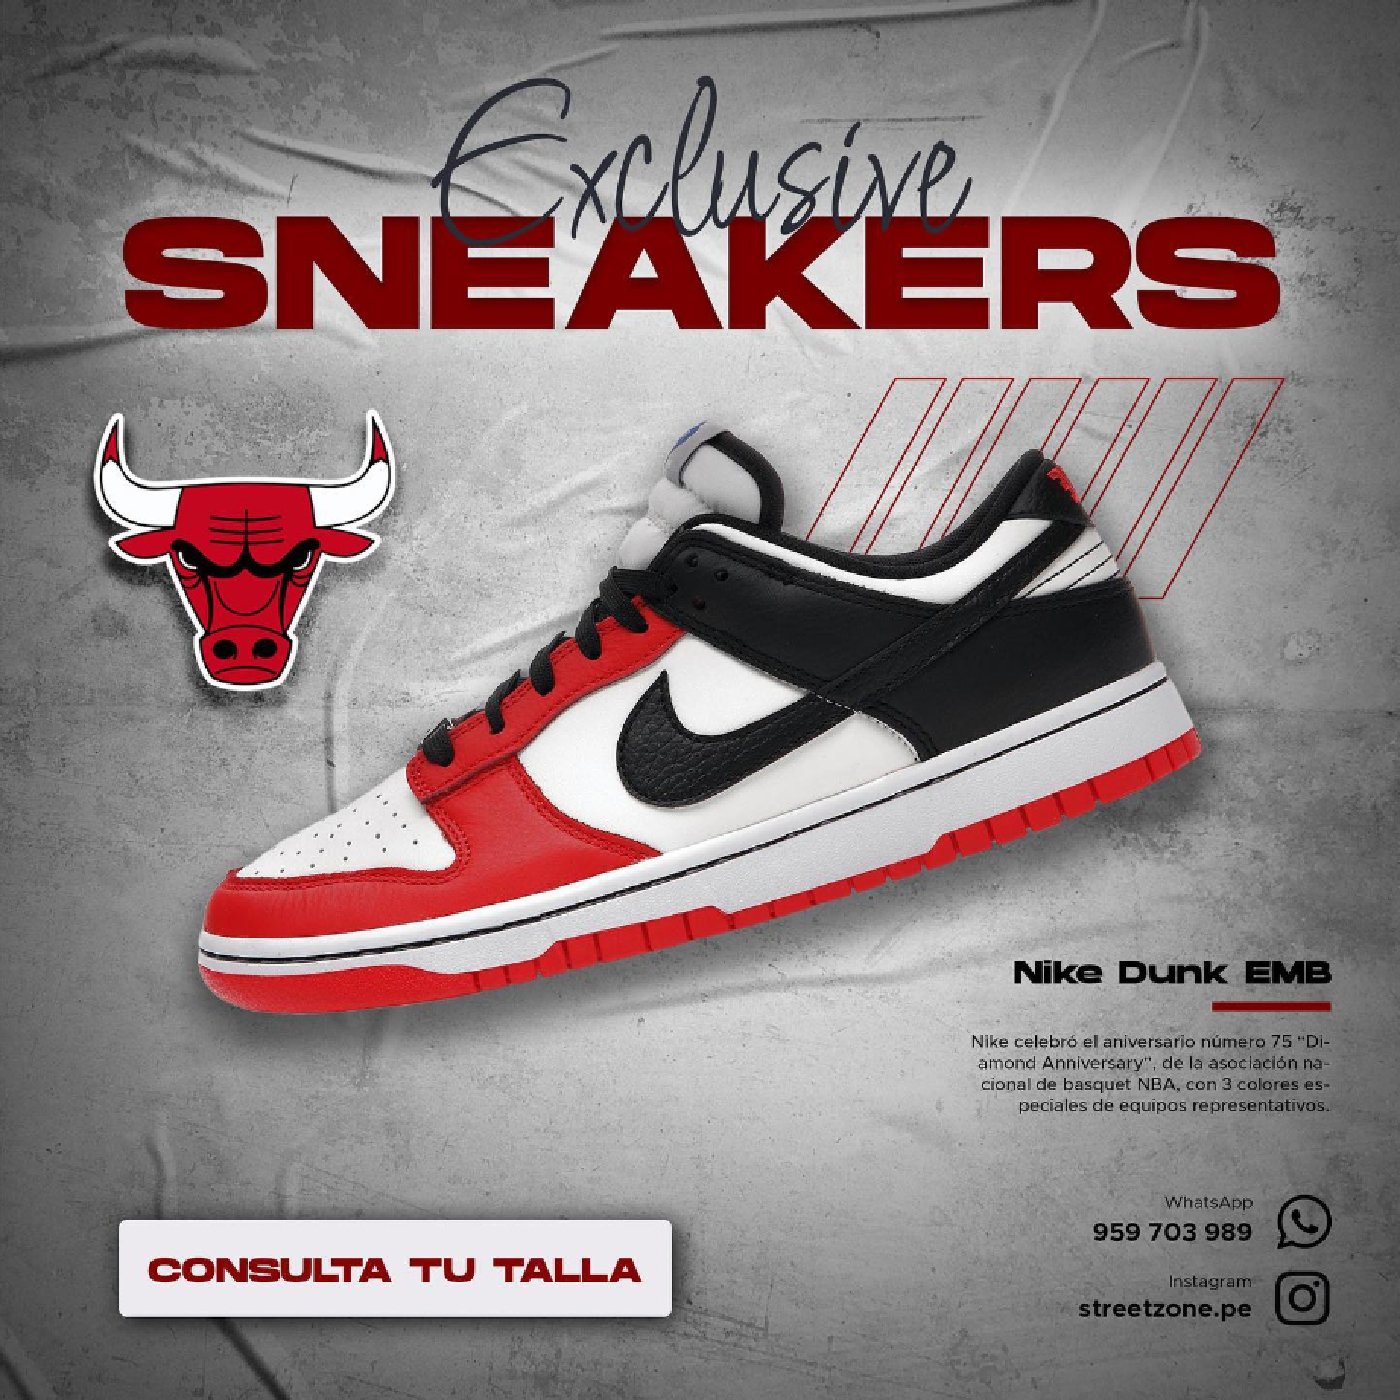 Exclusive
SNEAKERS
Nike Dunk EMB
Nike celebró el aniversario número 75 "Di-
amond Anniversary", de la asociación na-
cional de basquet NBA, con 3 colores es-
peciales de equipos representativos.
WhatsApp
959 703 989
Instagram
streetzone.pe
CONSULTA TU TALLA